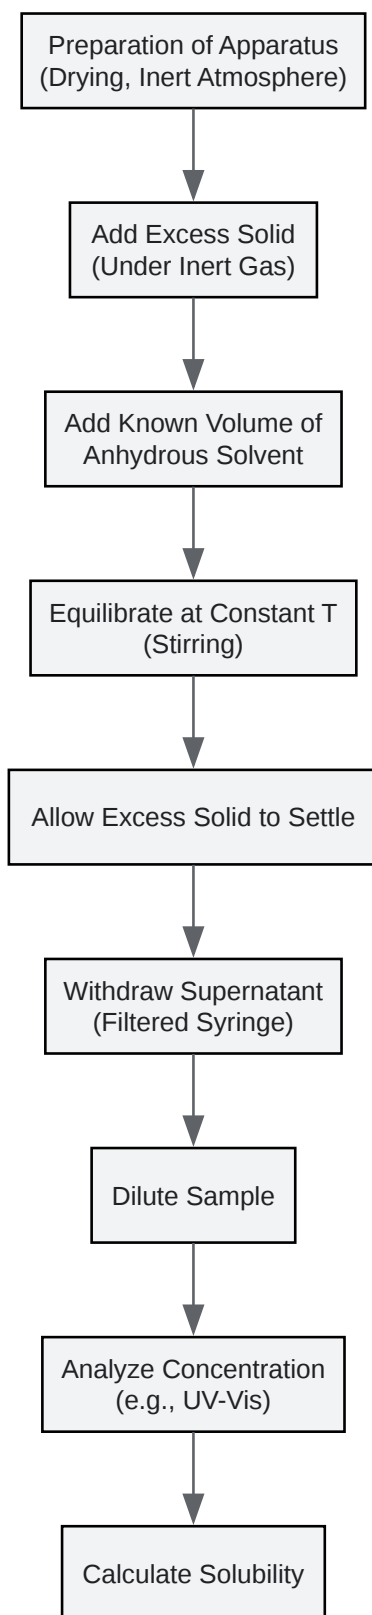 Preparation of Apparatus
(Drying, Inert Atmosphere)
Add Excess Solid
(Under Inert Gas)
Add Known Volume of
Anhydrous Solvent
Equilibrate at Constant T
(Stirring)
Allow Excess Solid to Settle
Withdraw Supernatant
(Filtered Syringe)
Dilute Sample
Analyze Concentration
(e.g., UV-Vis)
Calculate Solubility